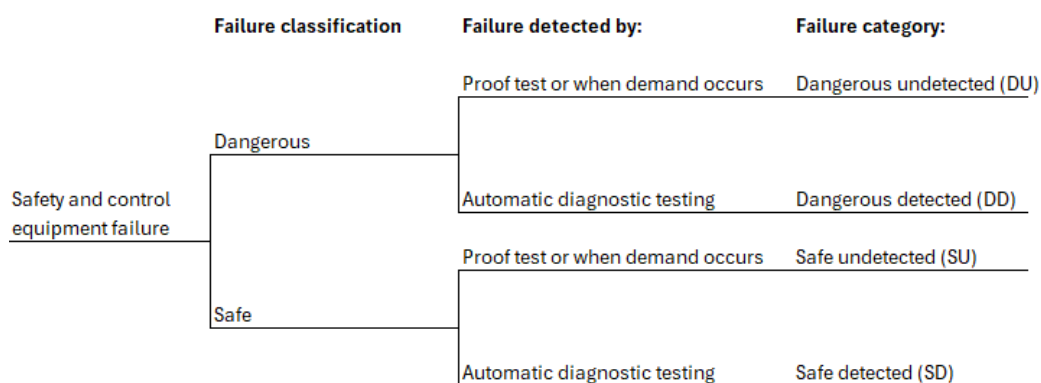 Failure classification Failure detected by: Failure category:
Proof test or when demand occurs Dangerous undetected (DU)
Dangerous
Safety and control
equipment failure
Automatic diagnostic testing Dangerous detected (DD)
Proof test or when demand occurs Safe undetected (SU)
Safe
Automatic diagnostic testing Safe detected (SD)